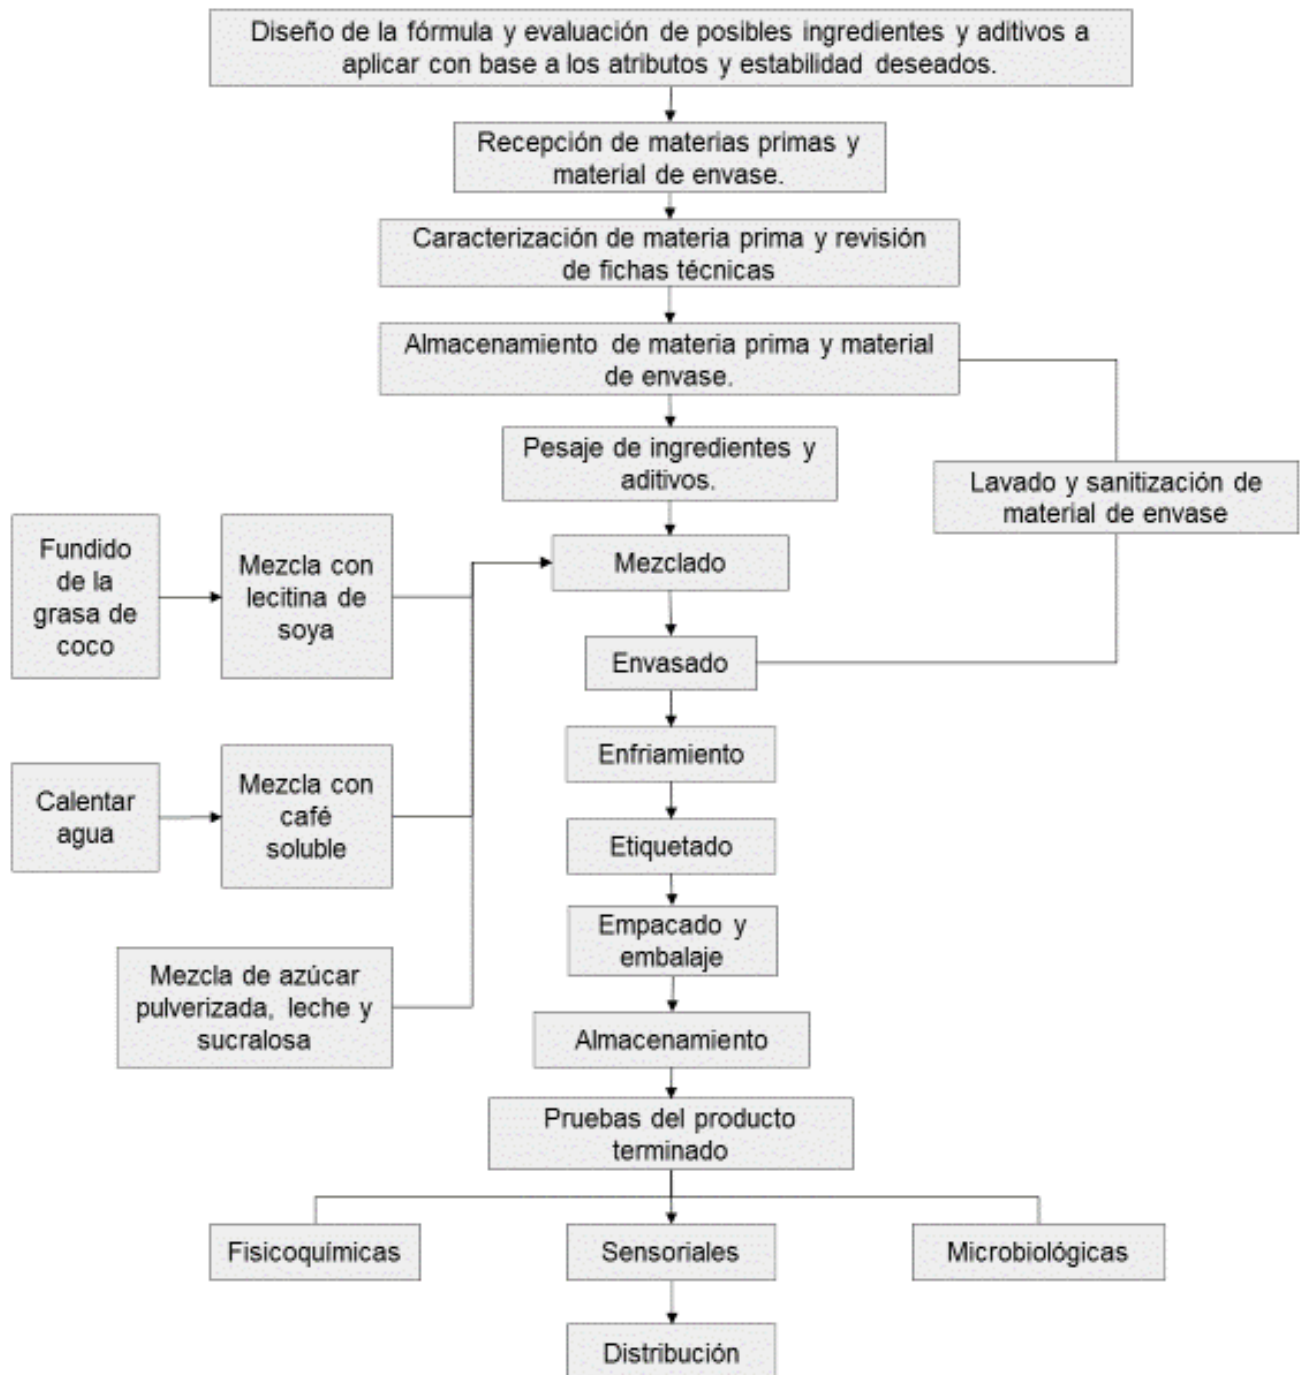 Diseño de la fórmula y evaluación de posibles ingredientes y aditivos a
aplicar con base a los atributos y estabilidad deseados.
Recepción de materias primas y
material de envase.
Caracterización de materia prima y revisión
de fichas técnicas
Almacenamiento de materia prima y material
de envase.
Pesaje de ingredientes y
aditivos.
Lavado y sanitización de
material de envase
Fundido
de la
grasa de
coco
Mezcla con
lecitina de
soya
Mezclado
Envasado
Enfriamiento
Calentar
agua
Mezcla con
café
soluble
Etiquetado
Empacado y
embalaje
Mezcla de azúcar
pulverizada, leche y
sucralosa
Almacenamiento
Pruebas del producto
terminado
Fisicoquímicas
Sensoriales
Microbiológicas
Distribución